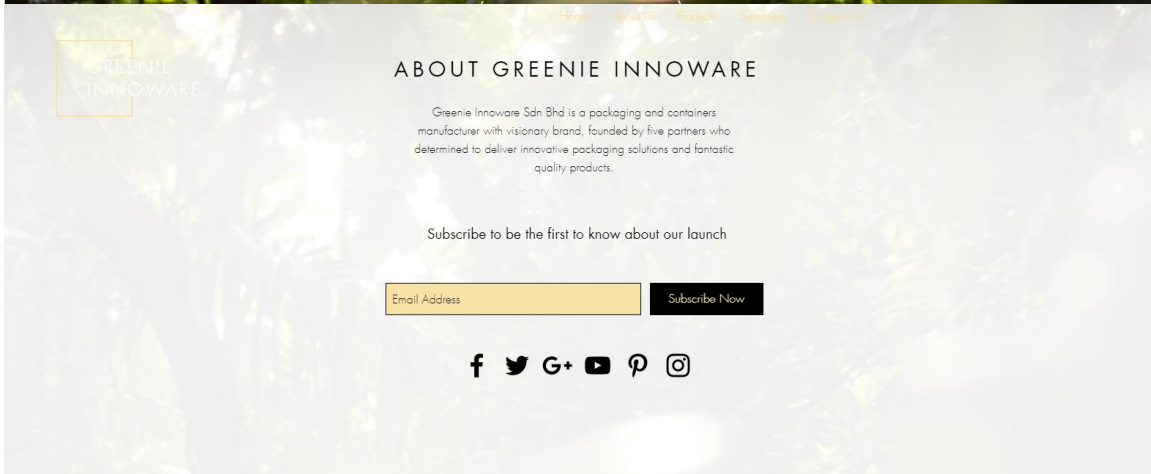 Home About Us Products Subscribe
GREENIE
INNOWARE
ABOUT GREENIE INNOWARE
Greenie Innoware Sdn Bhd is a packaging and containers
manufacturer with visionary brand, founded by five partners who
determined to deliver innovative packaging solutions and fantastic
quality products.
Subscribe to be the first to know about our launch
Email Address
Subscribe Now